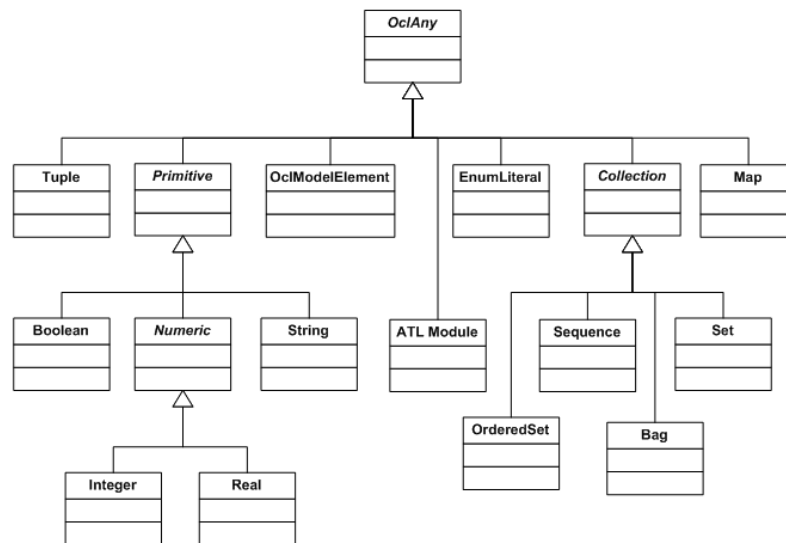 OclAny
Tuple
Primitive
OclModelElement
EnumLiteral
Collection
Map
Boolean
Numeric
String
ATL Module
Sequence
Set
OrderedSet
Bag
Integer
Real